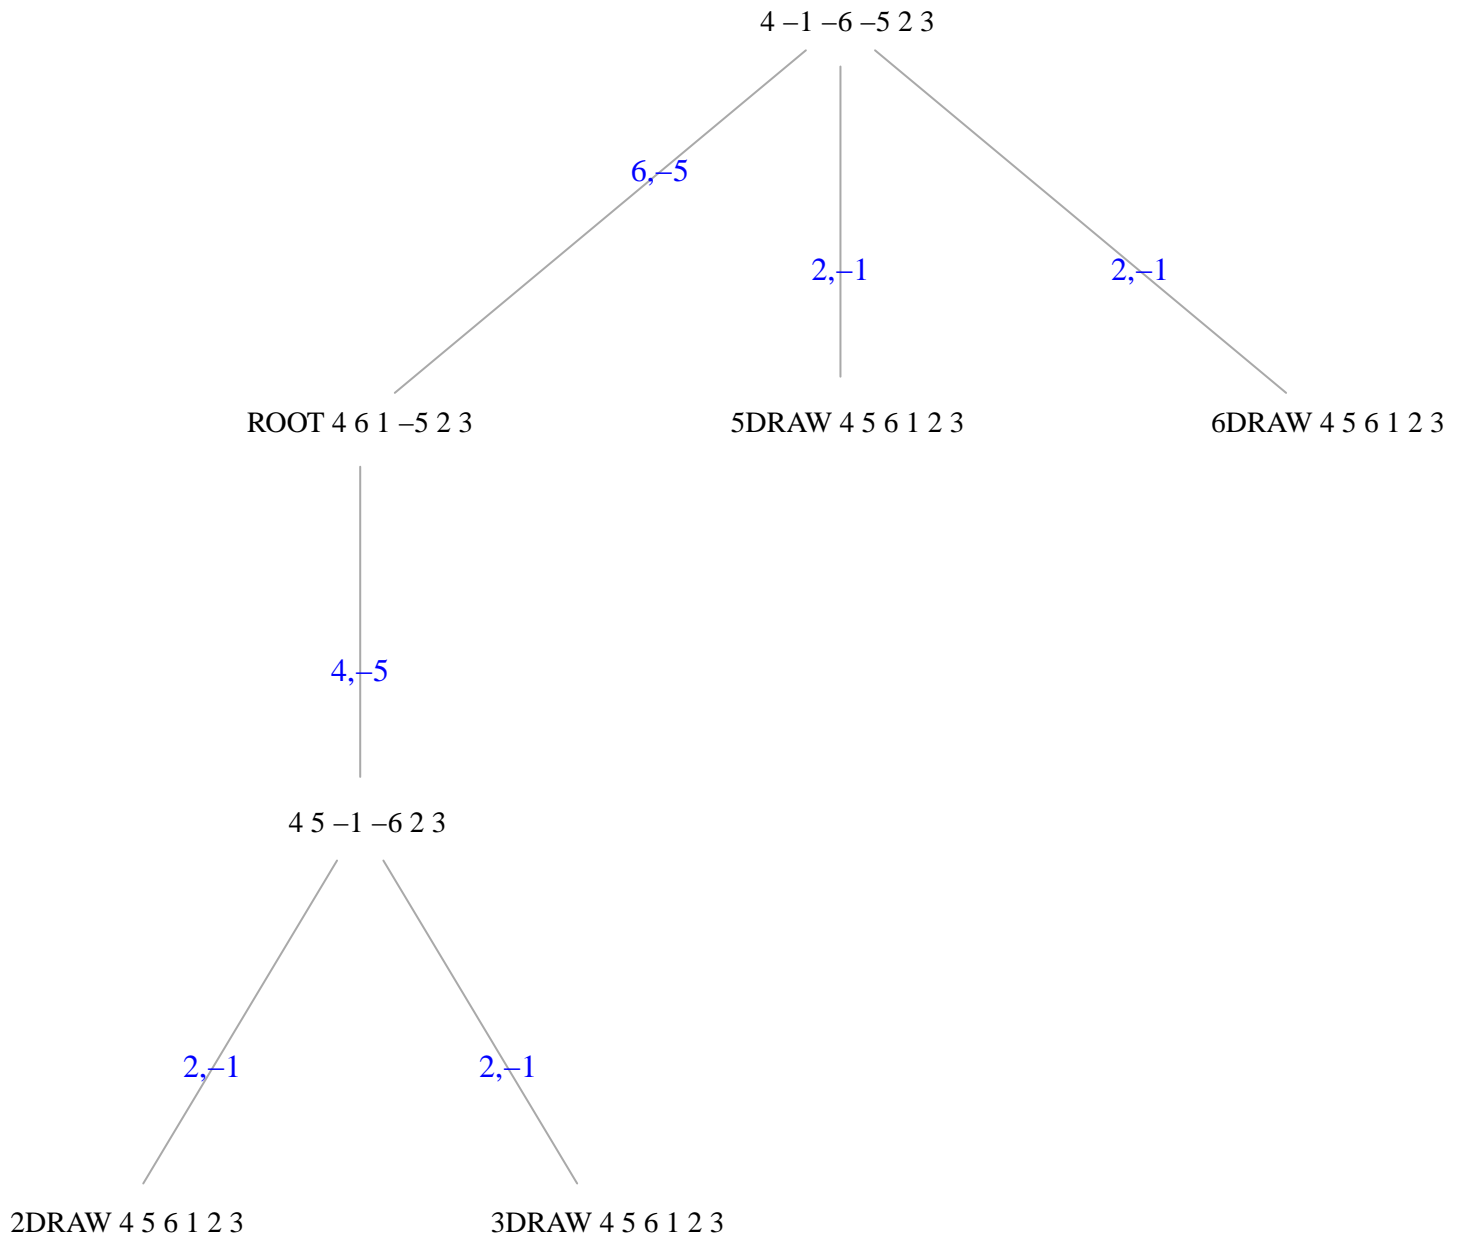 4 –1 –6 –5 2 3
6,–5
2,–1
2,–1
ROOT 4 6 1 –5 2 3
5DRAW 4 5 6 1 2 3
6DRAW 4 5 6 1 2 3
4,–5
4 5 –1 –6 2 3
2,–1
2,–1
2DRAW 4 5 6 1 2 3
3DRAW 4 5 6 1 2 3